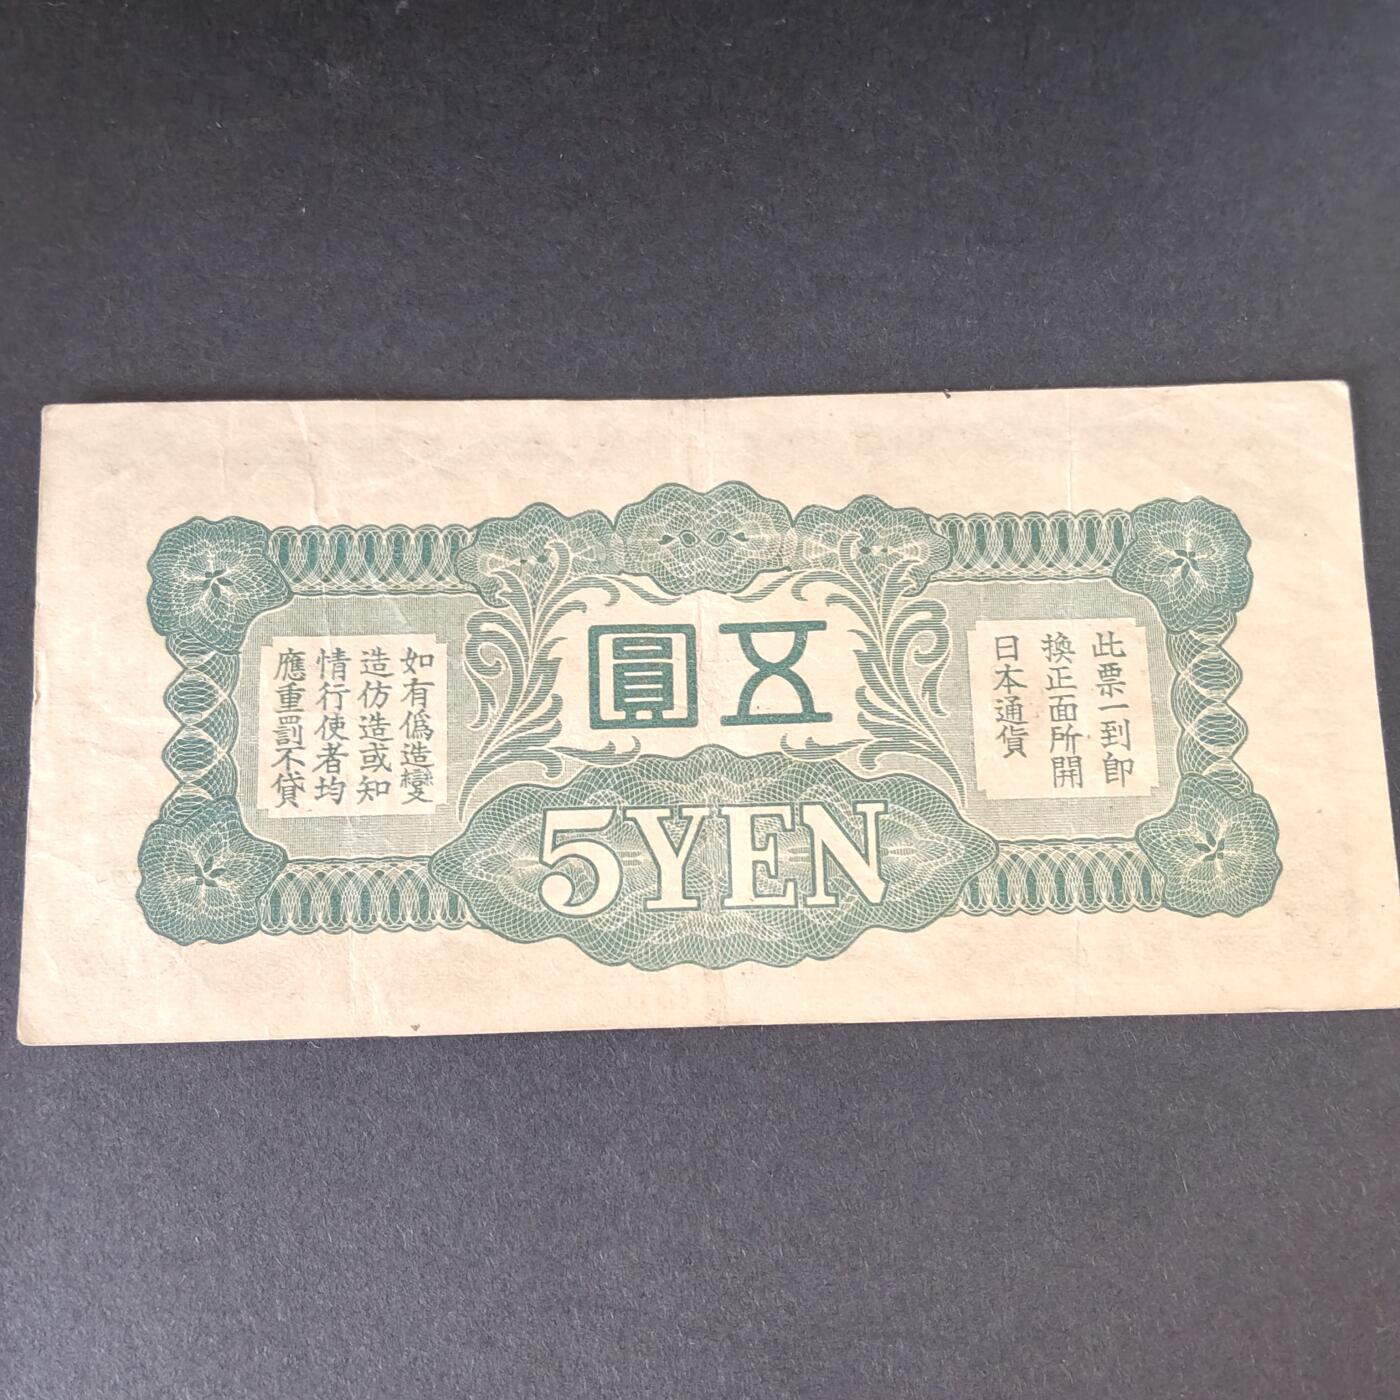 此票一到即
換正面所開
日本通貨
五圓
5YEN
如有僞造變
造仿造或知
情行使者均
應重罰不貸